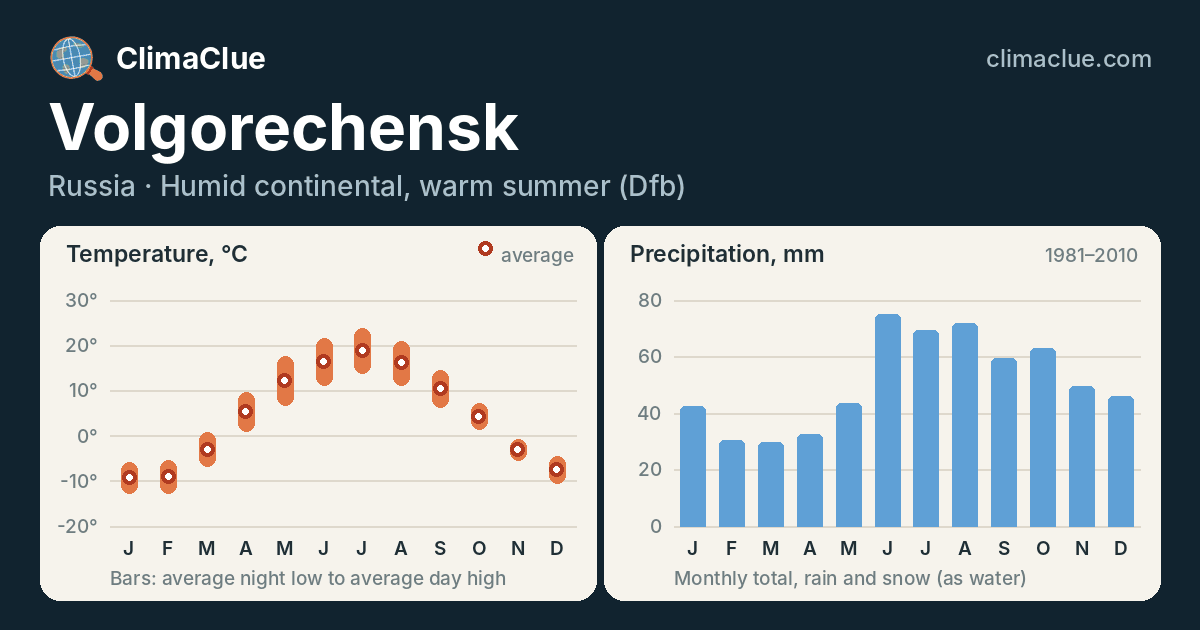 ClimaClue
climaclue.com
Volgorechensk
Russia · Humid continental, warm summer (Dfb)
Temperature, °C
average
30°
20°
10°
0°
-10°
-20°
J F M A M J J A S O N D
Bars: average night low to average day high
Precipitation, mm
1981–2010
80
60
40
20
0
J F M A M J J A S O N D
Monthly total, rain and snow (as water)